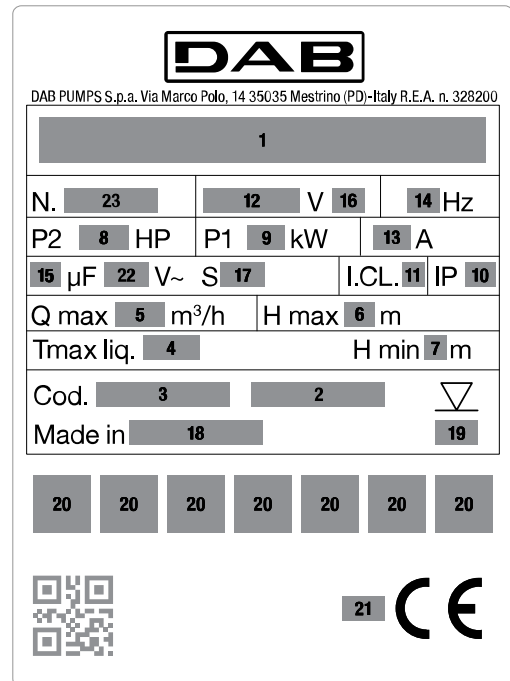 DAB
DAB PUMPS S.p.a. Via Marco Polo, 14 35035 Mestrino (PD)-Italy R.E.A. n. 328200
1
N. 23 12 V 16 14 Hz
P2 8 HP P1 9 kW 13 A
15 µF 22 V~ S 17 I.CL. 11 IP 10
Q max 5 m³/h H max 6 m
Tmax liq. 4 H min 7 m
Cod. 3 2
Made in 18 19
20 20 20 20 20 20 20
21 CE